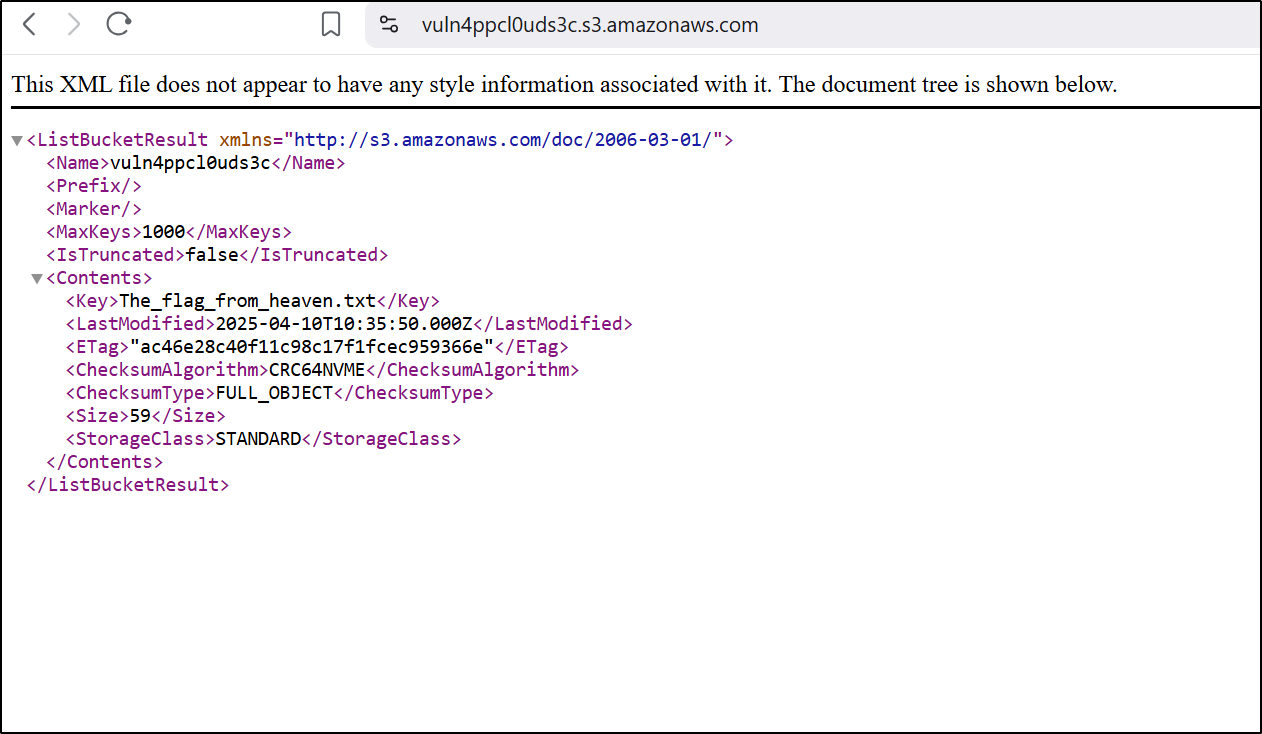 vuln4ppcl0uds3c.s3.amazonaws.com
This XML file does not appear to have any style information associated with it. The document tree is shown below.
<ListBucketResult xmlns="http://s3.amazonaws.com/doc/2006-03-01/">
<Name>vuln4ppcl0uds3c</Name>
<Prefix/>
<Marker/>
<MaxKeys>1000</MaxKeys>
<IsTruncated>false</IsTruncated>
<Contents>
<Key>The_flag_from_heaven.txt</Key>
<LastModified>2025-04-10T10:35:50.000Z</LastModified>
<ETag>"ac46e28c40f11c98c17f1fcec959366e"</ETag>
<ChecksumAlgorithm>CRC64NVME</ChecksumAlgorithm>
<ChecksumType>FULL_OBJECT</ChecksumType>
<Size>59</Size>
<StorageClass>STANDARD</StorageClass>
</Contents>
</ListBucketResult>